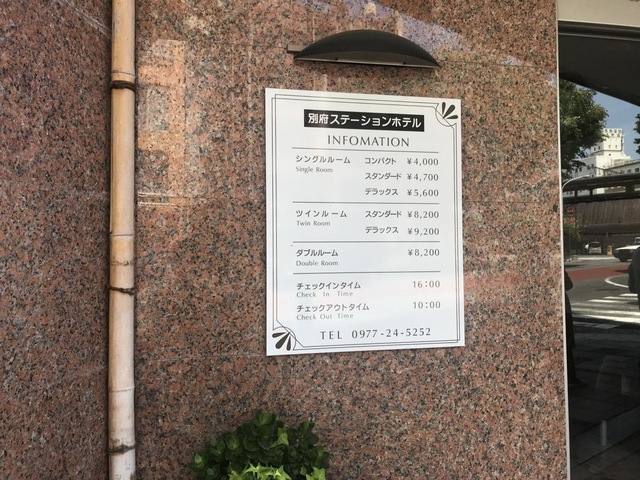 別府ステーションホテル
INFOMATION
シングルルーム コンパクト ¥4,000
Single Room スタンダード ¥4,700
デラックス ¥5,600
ツインルーム スタンダード ¥8,200
Twin Room デラックス ¥9,200
ダブルルーム ¥8,200
Double Room
チェックインタイム 16:00
Check In Time
チェックアウトタイム 10:00
Check Out Time
TEL 0977-24-5252